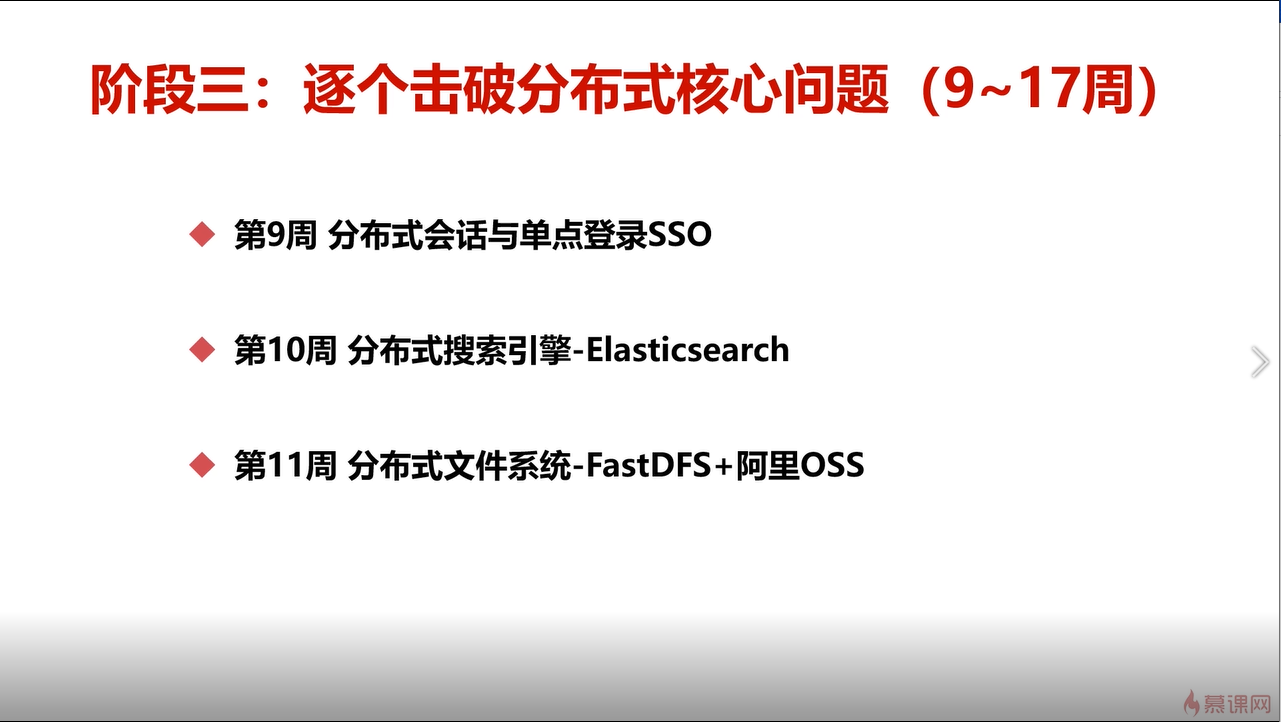 阶段三：逐个击破分布式核心问题（9~17周）
第9周 分布式会话与单点登录SSO
第10周 分布式搜索引擎-Elasticsearch
第11周 分布式文件系统-FastDFS+阿里OSS
慕课网